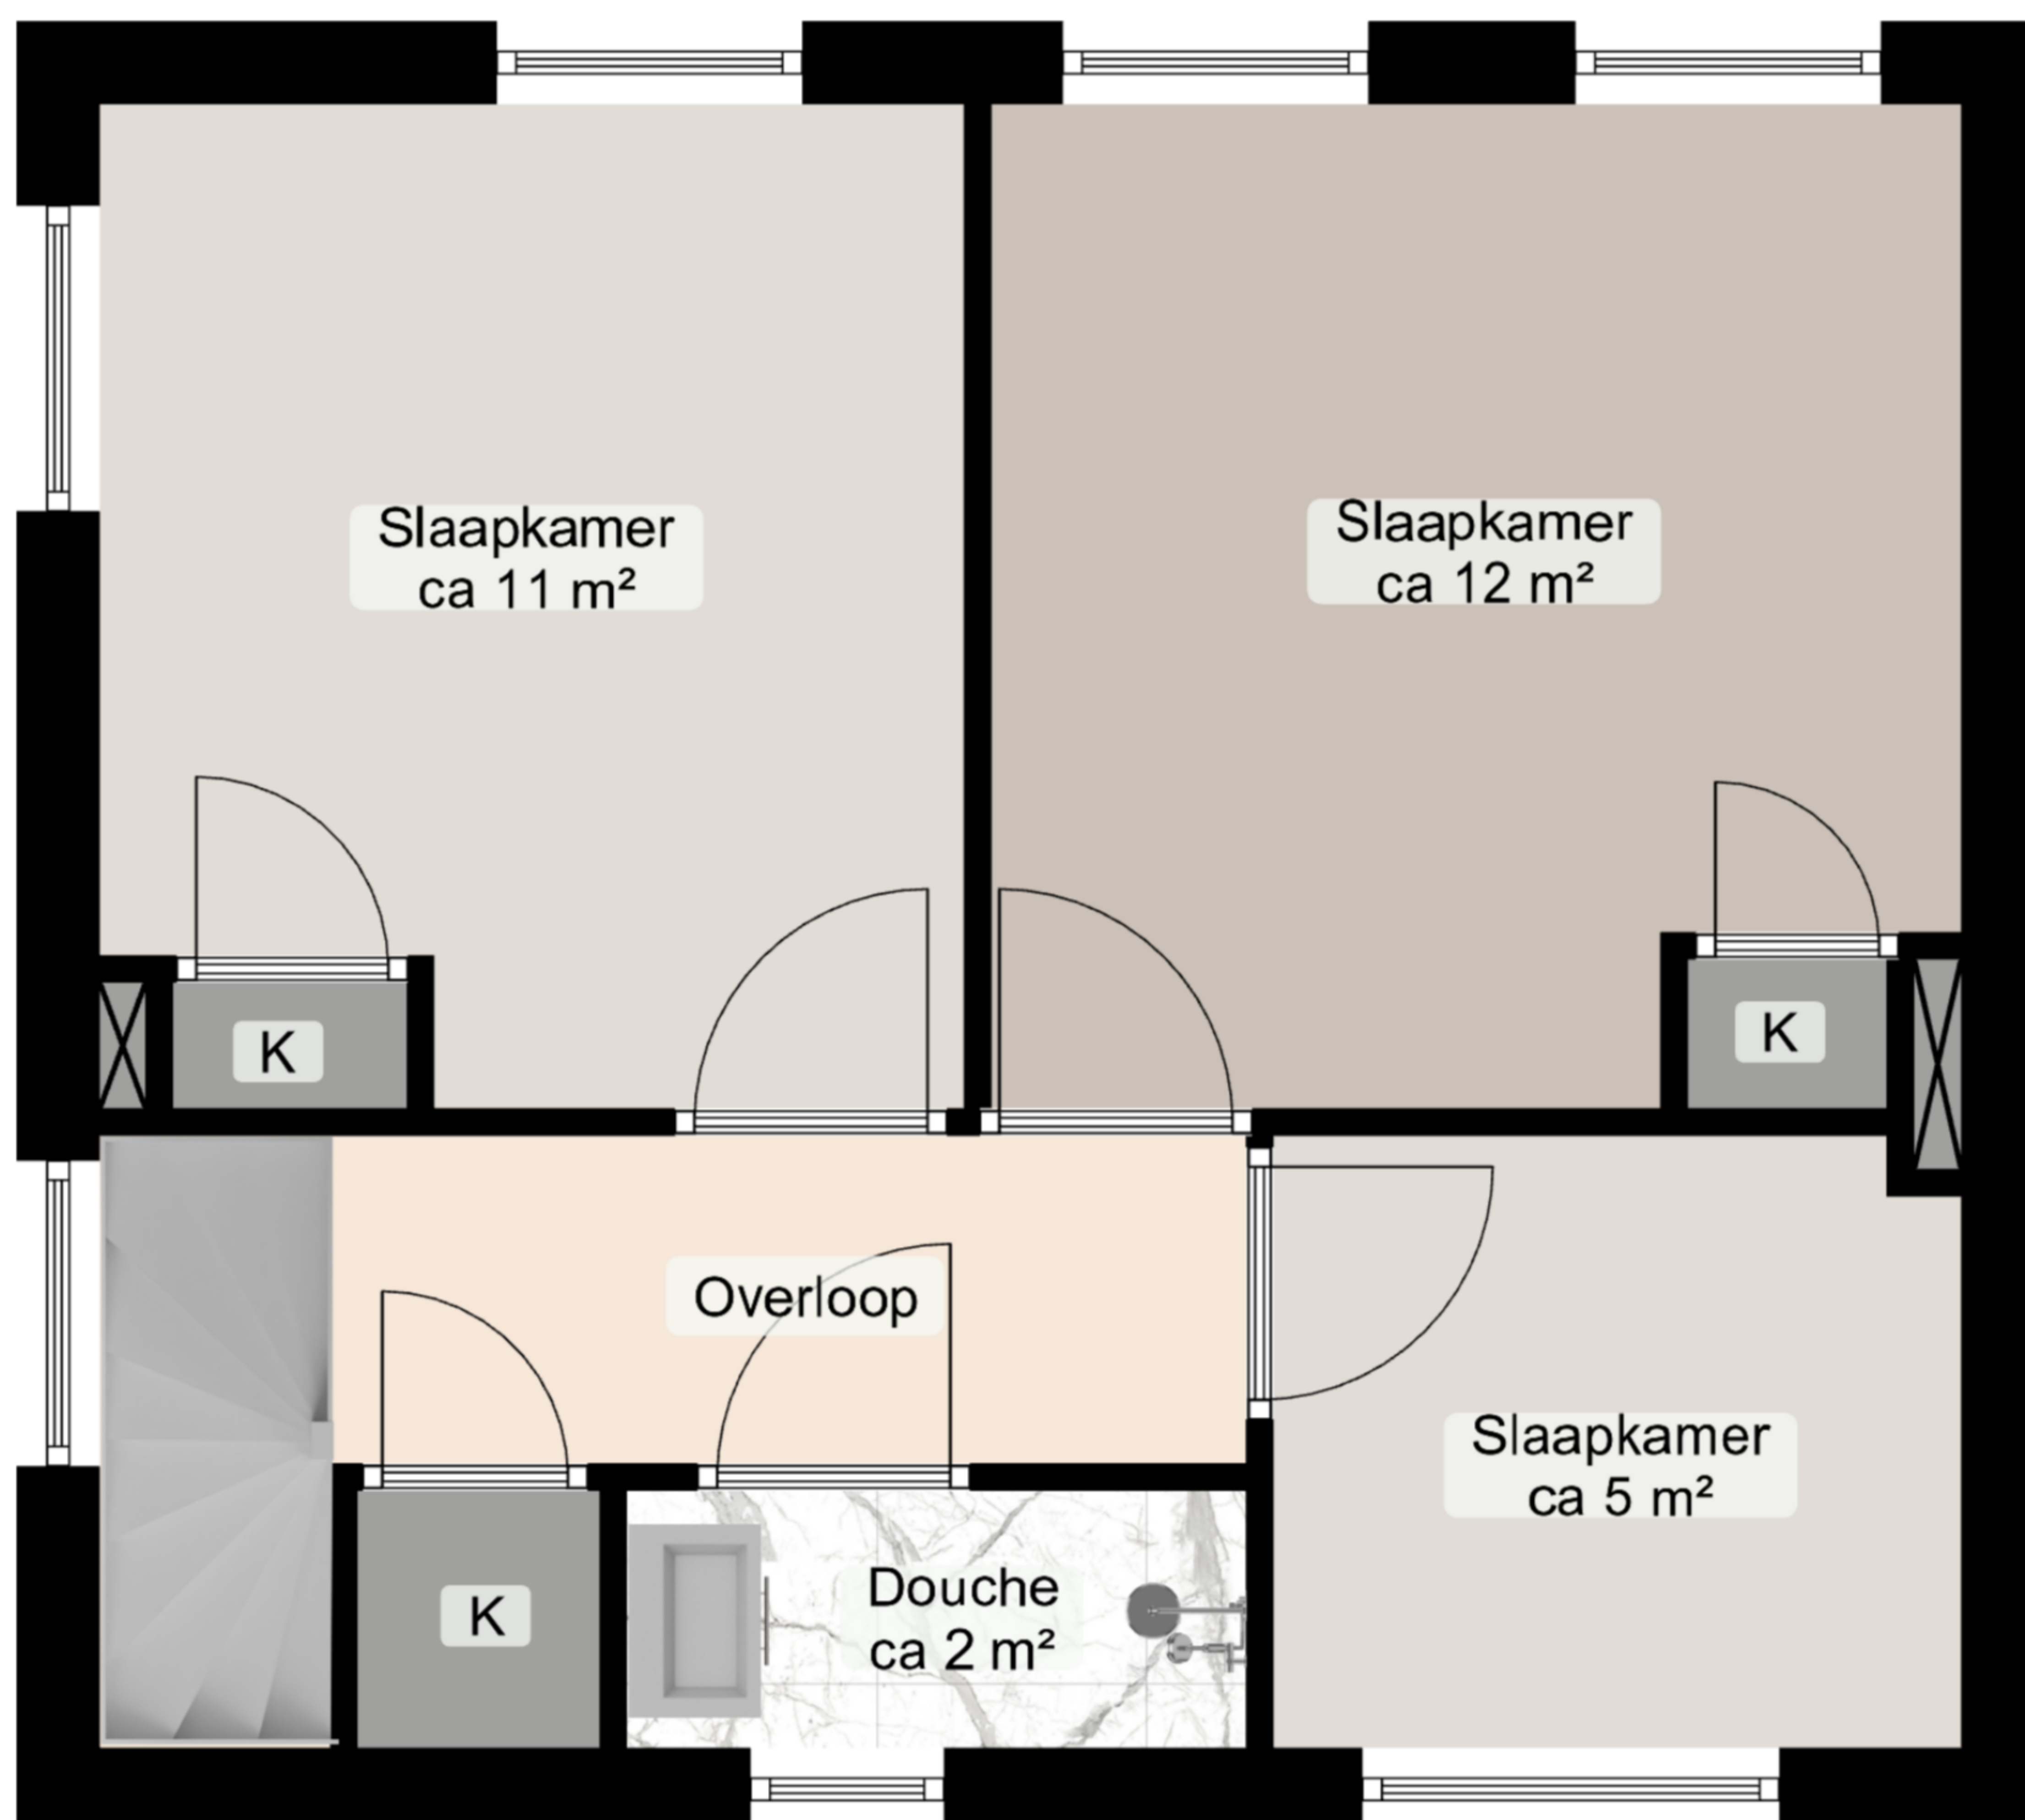 Slaapkamer
ca 11 m²
Slaapkamer
ca 12 m²
K
K
Overloop
Slaapkamer
ca 5 m²
K
Douche
ca 2 m²